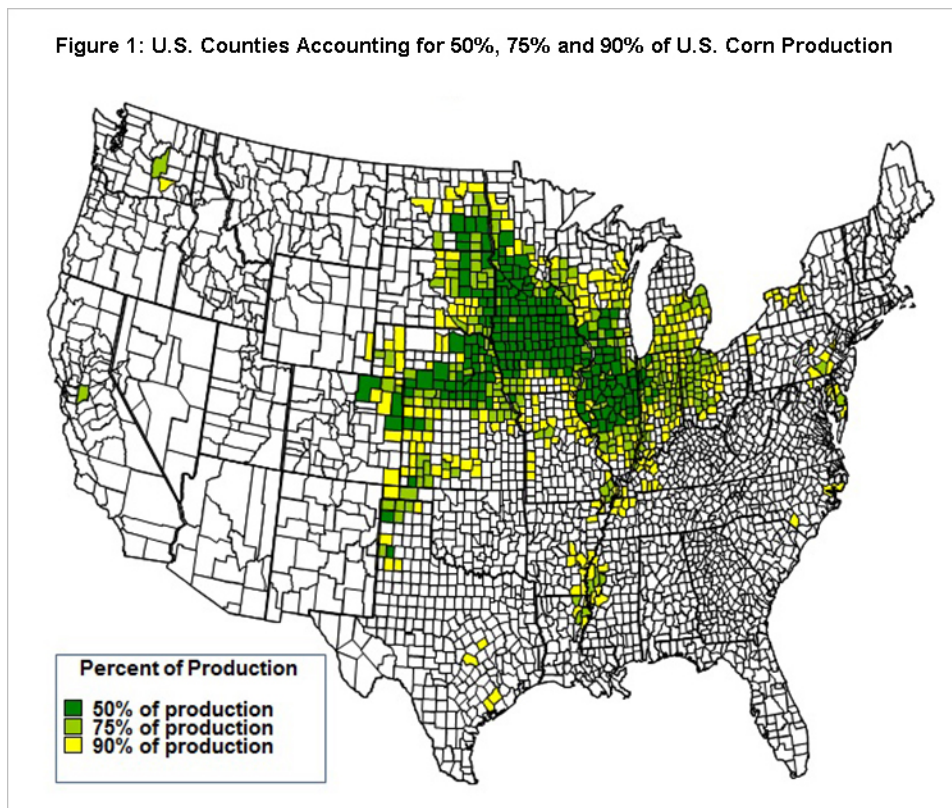 Figure 1: U.S. Counties Accounting for 50%, 75% and 90% of U.S. Corn Production
Percent of Production
50% of production
75% of production
90% of production